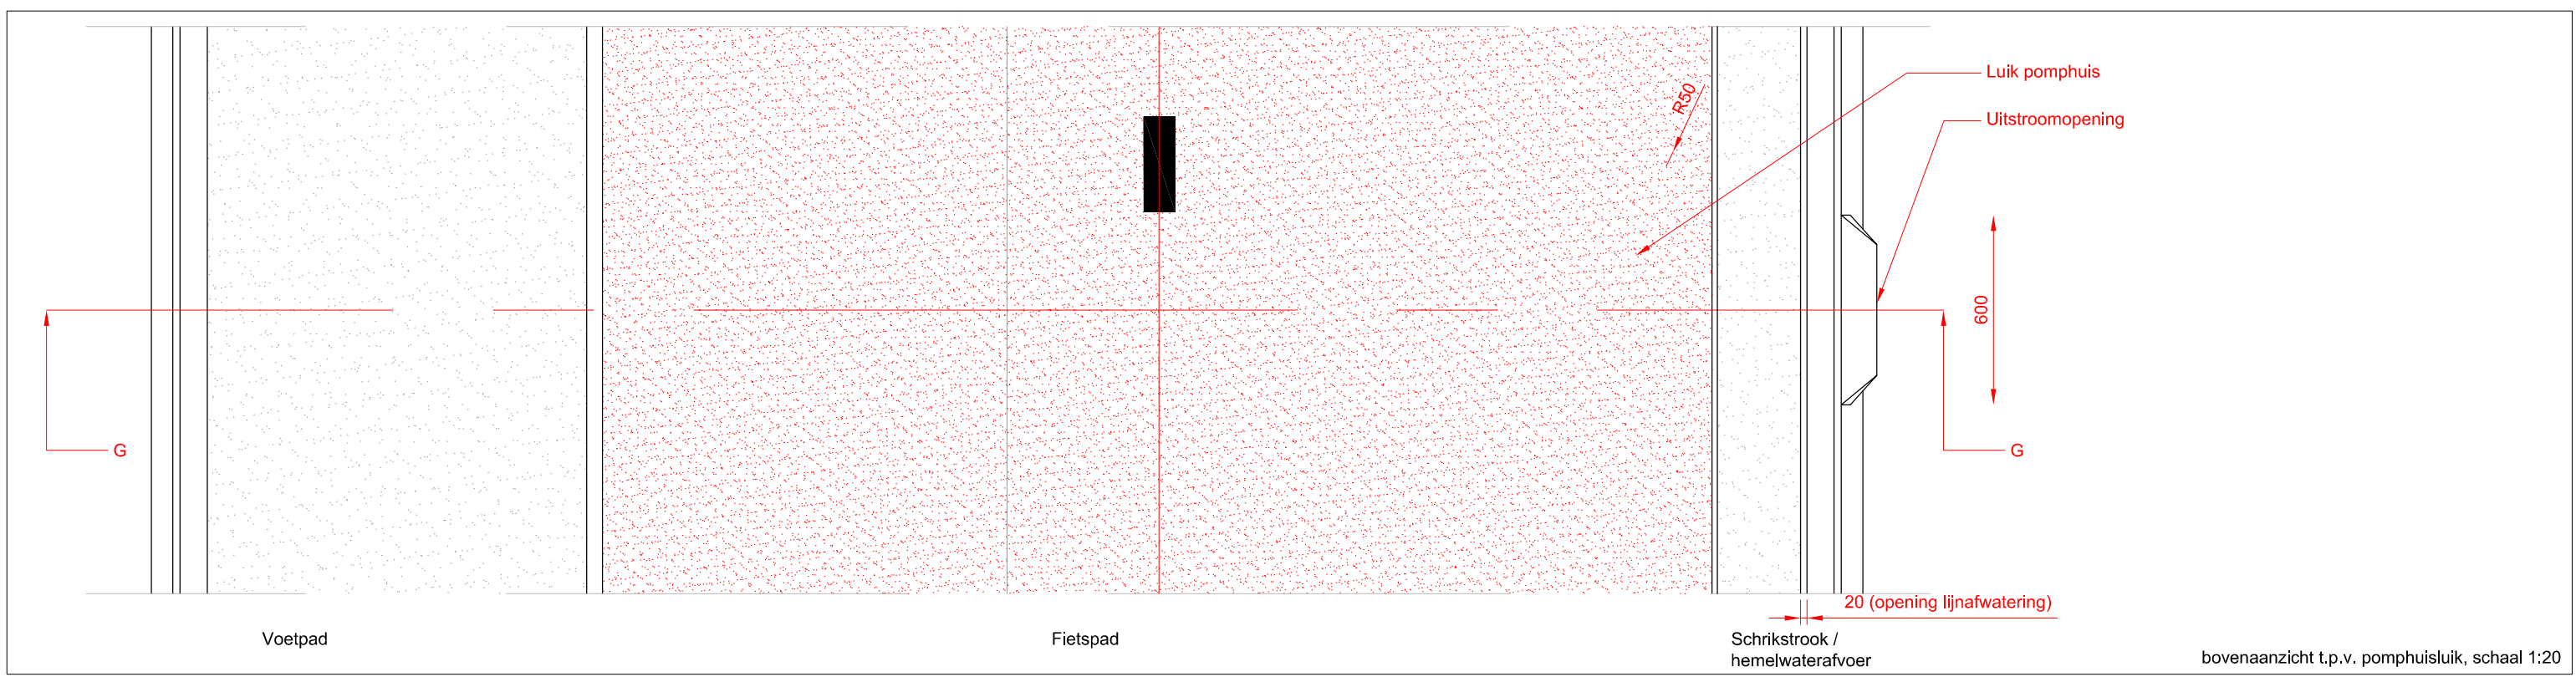 R50
Luik pomphuis
Uitstroomopening
600
G
G
20 (opening lijnafwatering)
Voetpad
Fietspad
Schrikstrook /
hemelwaterafvoer
bovenaanzicht t.p.v. pomphuisluik, schaal 1:20